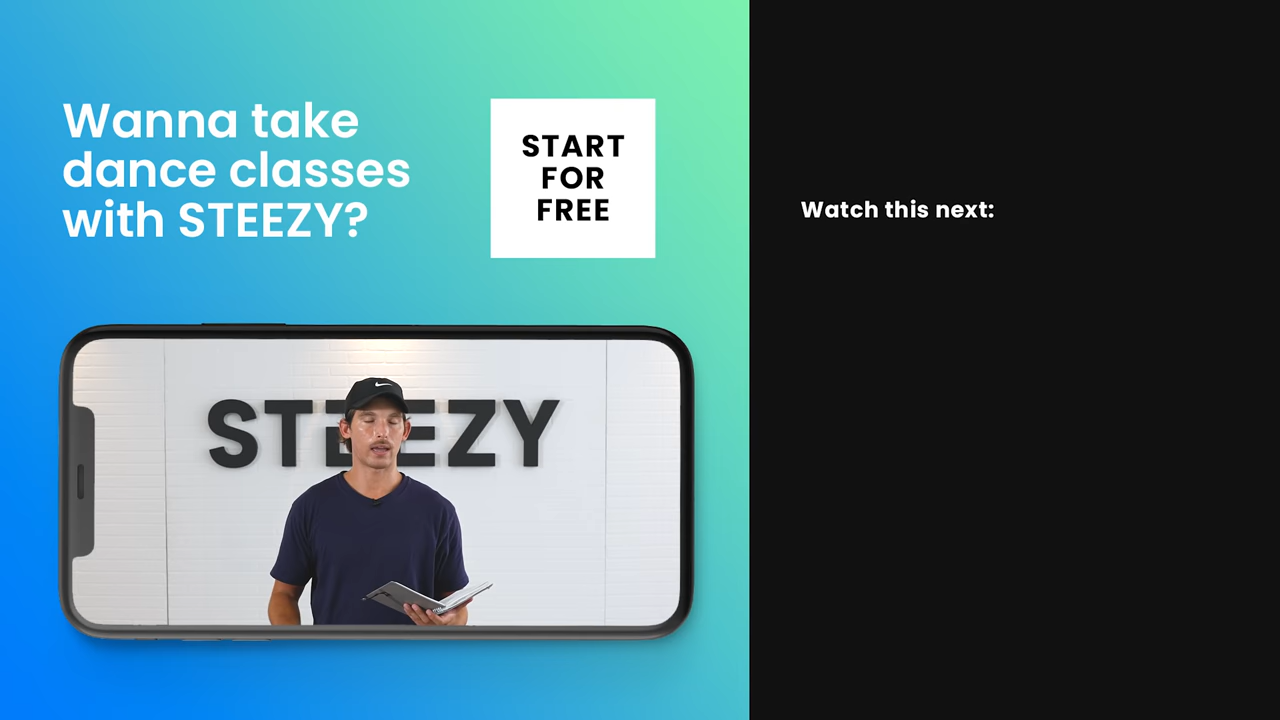 Wanna take
dance classes
with STEEZY?
START
FOR
FREE
Watch this next:
STEEZY